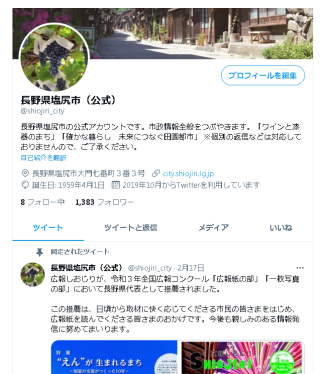 プロフィールを編集
長野県塩尻市（公式）
@shiojiri_city
長野県塩尻市の公式アカウントです。市政情報全般をつぶやきます。「ワインと漆
器のまち」「確かな暮らし　未来につなぐ田園都市」※個別の返信などは対応して
おりませんので、ご了承ください。
自己紹介を翻訳
長野県塩尻市大門七番町３番３号 city.shiojiri.lg.jp
誕生日: 1959年4月1日 2019年10月からTwitterを利用しています
8 フォロー中 1,383 フォロワー
ツイート ツイートと返信 メディア いいね
固定されたツイート
長野県塩尻市（公式） @shiojiri_city · 2月17日
広報しおじりが、令和３年全国広報コンクール「広報紙の部」「一枚写真
の部」において長野県代表として推薦されました。
この推薦は、日頃から取材に快く応じてくださる市民の皆さまをはじめ、
広報紙を読んでくださる皆さまのおかげです。今後も親しみのある情報発
信に努めてまいります。
特集
"えん"が生まれるまち
SHIOJIRI